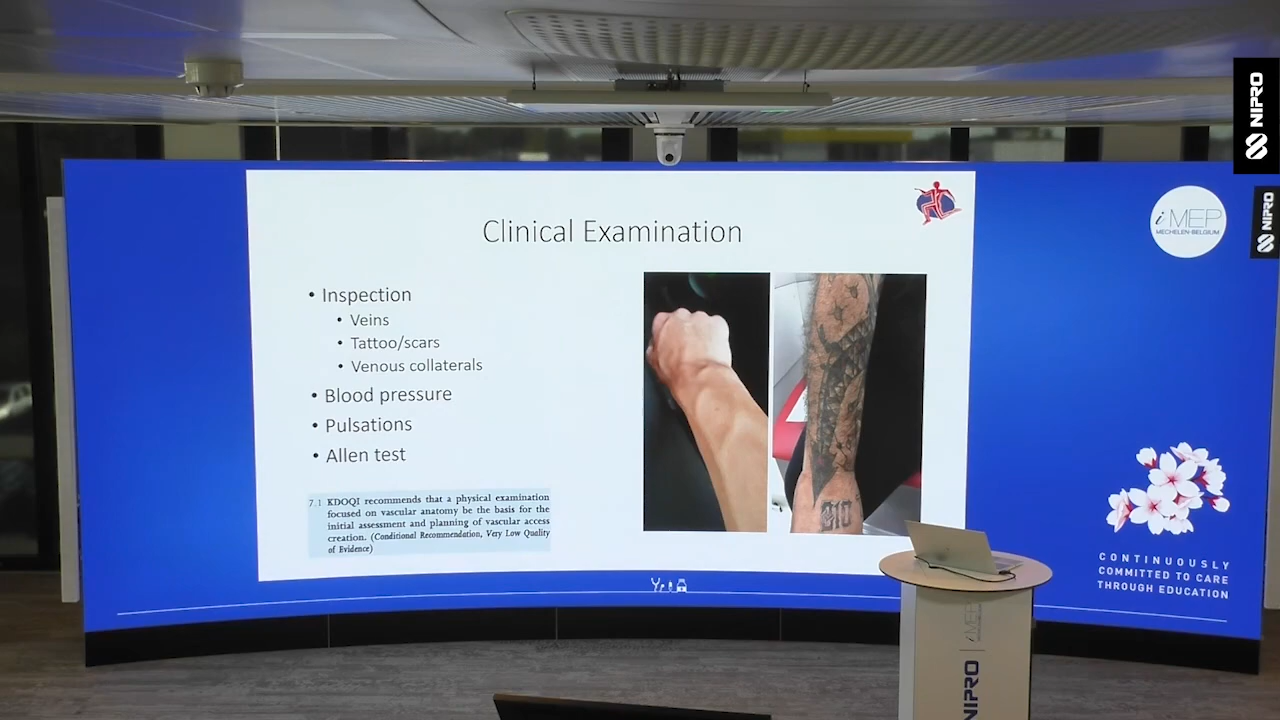 NIPRO
Clinical Examination
iMEP
MECHELEN-BELGIUM
NIPRO
• Inspection
• Veins
• Tattoo/scars
• Venous collaterals
• Blood pressure
• Pulsations
• Allen test
7.1 KDOQI recommends that a physical examination
focused on vascular anatomy be the basis for the
initial assessment and planning of vascular access
creation. (Conditional Recommendation, Very Low Quality
of Evidence)
CONTINUOUSLY
COMMITTED TO CARE
THROUGH EDUCATION
NIPRO
iMEP